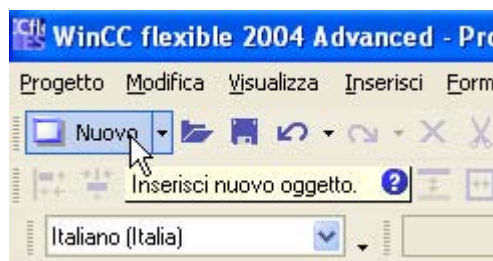 WinCC flexible 2004 Advanced - Pro
Progetto Modifica Visualizza Inserisci Form
Nuovo
Inserisci nuovo oggetto.
Italiano (Italia)